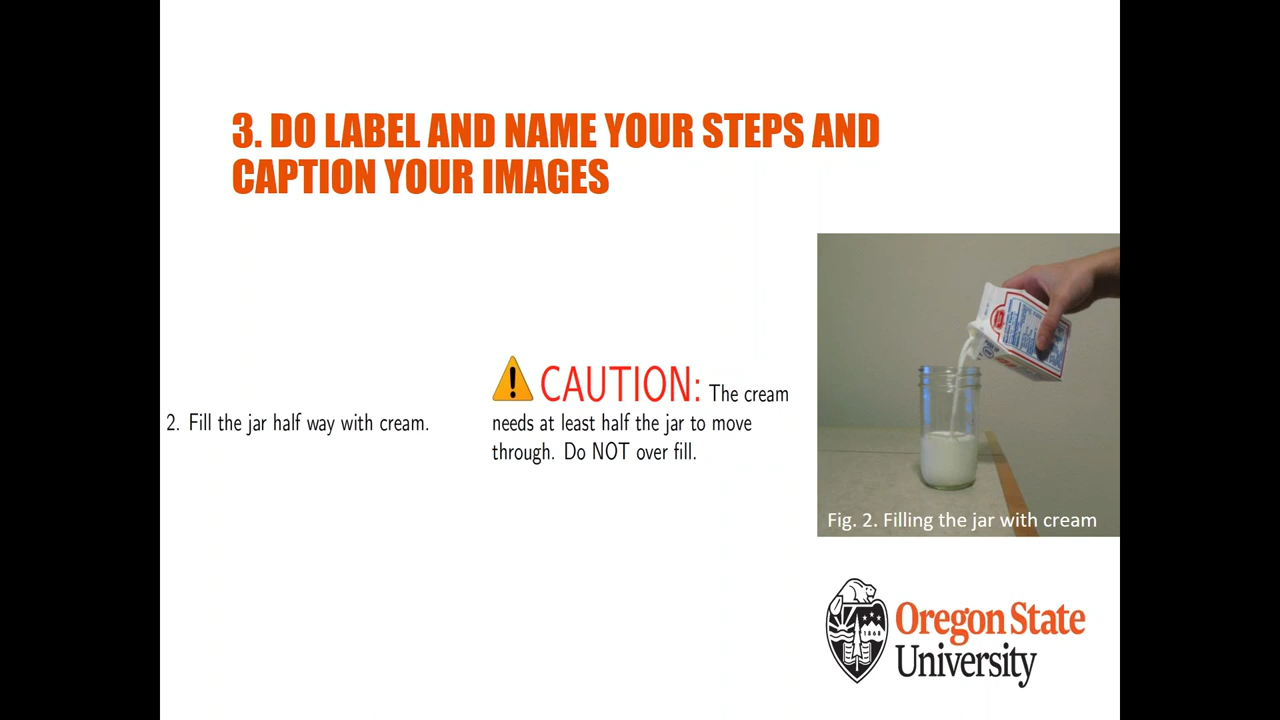 3. DO LABEL AND NAME YOUR STEPS AND
CAPTION YOUR IMAGES
2. Fill the jar half way with cream.
CAUTION: The cream
needs at least half the jar to move
through. Do NOT over fill.
Fig. 2. Filling the jar with cream
1868
Oregon State
University